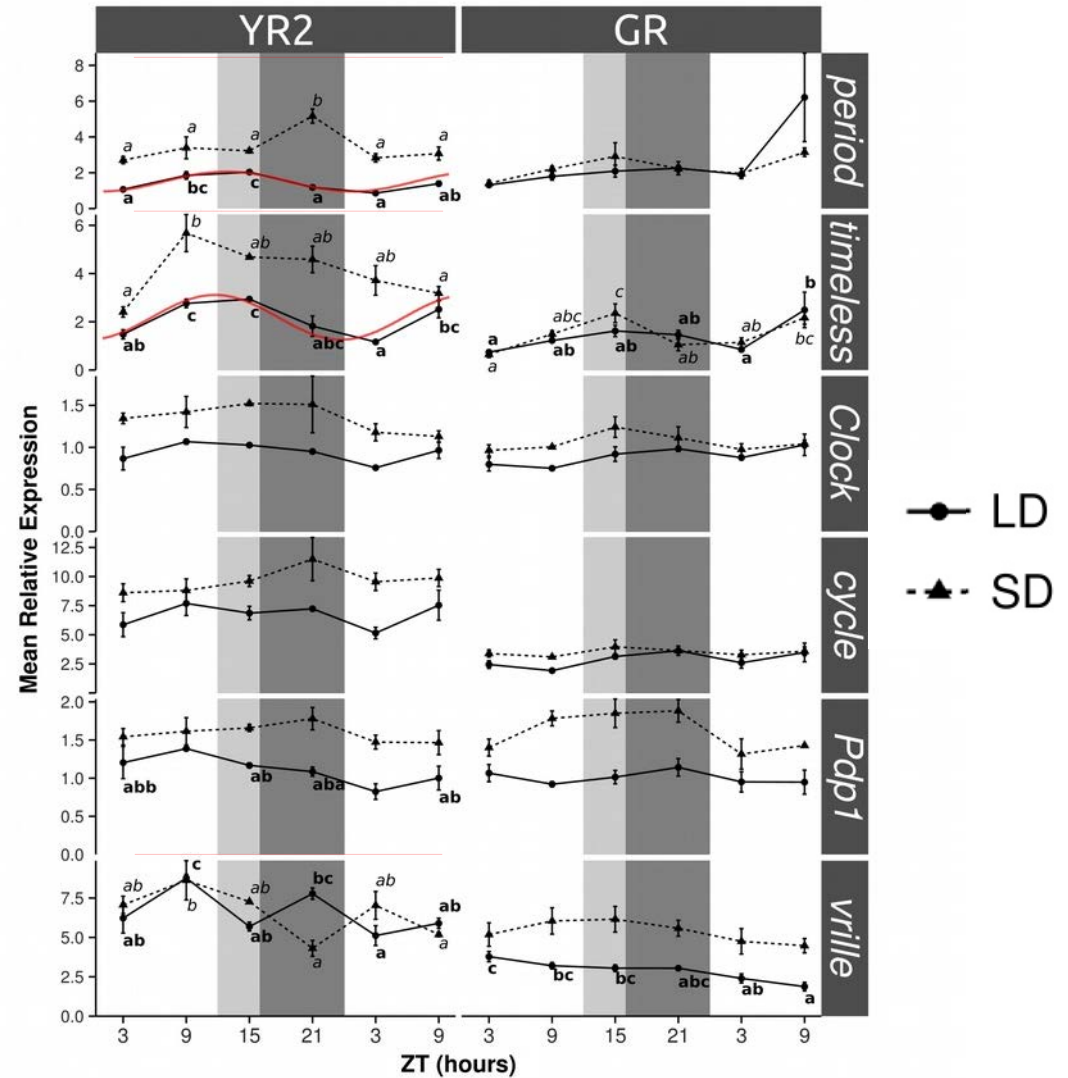 YR2 GR
Mean Relative Expression
8
6
4
2
0
a a a b a a
a bc c a a ab
period
6
4
2
0
a b ab ab ab a
ab c c abc a bc
a abc c ab ab b
a ab ab ab a bc
timeless
1.5
1.0
0.5
0.0
Clock
12.5
10.0
7.5
5.0
2.5
cycle
2.0
1.5
1.0
0.5
0.0
abb ab aba ab
Pdp1
7.5
5.0
2.5
0.0
ab c ab bc ab ab
ab b ab a a a
c bc bc abc ab a
vrille
3 9 15 21 3 9 3 9 15 21 3 9
ZT (hours)
LD
SD